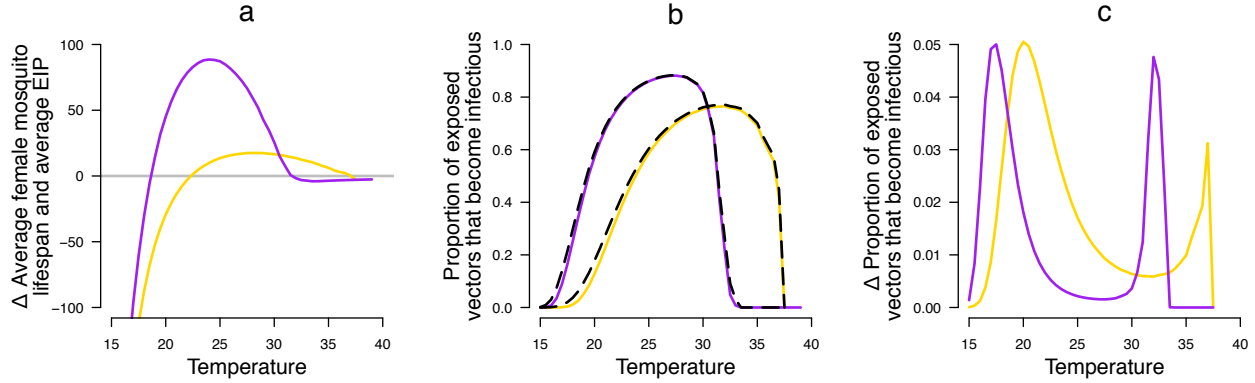 a
Δ Average female mosquito
lifespan and average EIP
100
50
0
−50
−100
15
20
25
30
35
40
Temperature
b
Proportion of exposed
vectors that become infectious
1.0
0.8
0.6
0.4
0.2
0.0
15
20
25
30
35
40
Temperature
c
Δ Proportion of exposed
vectors that become infectious
0.05
0.04
0.03
0.02
0.01
0.00
15
20
25
30
35
40
Temperature